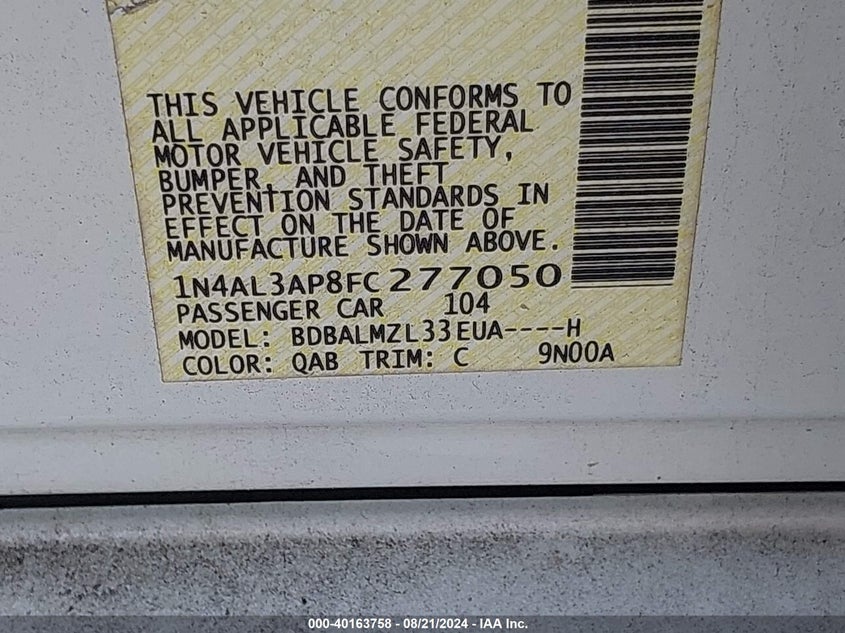 THIS VEHICLE CONFORMS TO
ALL APPLICABLE FEDERAL
MOTOR VEHICLE SAFETY,
BUMPER, AND THEFT
PREVENTION STANDARDS IN
EFFECT ON THE DATE OF
MANUFACTURE SHOWN ABOVE.
1N4AL3AP8FC277050
PASSENGER CAR 104
MODEL: BDBALMZL33EUA----H
COLOR: QAB TRIM: C 9N00A
000-40163758 - 08/21/2024 - IAA Inc.